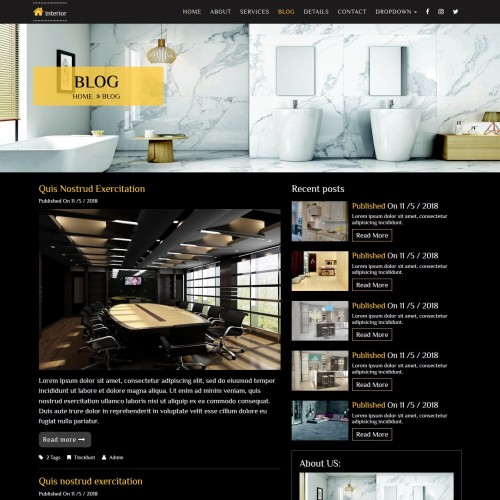 Interior
HOME ABOUT SERVICES BLOG DETAILS CONTACT DROPDOWN
BLOG
HOME » BLOG
Quis Nostrud Exercitation
Published On 11 /5 / 2018
Lorem ipsum dolor sit amet, consectetur adipiscing elit, sed do eiusmod tempor
incididunt ut labore et dolore magna aliqua. Ut enim ad minim veniam, quis
nostrud exercitation ullamco laboris nisi ut aliquip ex ea commodo consequat.
Duis aute irure dolor in reprehenderit in voluptate velit esse cillum dolore eu
fugiat nulla pariatur.
Read more
2 Tags Tincidunt Admin
Quis nostrud exercitation
Published On 11 /5 / 2018
Recent posts
Published On 11 /5 / 2018
Lorem ipsum dolor sit amet, consectetur
adipisicing incididunt.
Read More
Published On 11 /5 / 2018
Lorem ipsum dolor sit amet, consectetur
adipisicing incididunt.
Read More
Published On 11 /5 / 2018
Lorem ipsum dolor sit amet, consectetur
adipisicing incididunt.
Read More
Published On 11 /5 / 2018
Lorem ipsum dolor sit amet, consectetur
adipisicing incididunt.
Read More
Published On 11 /5 / 2018
Lorem ipsum dolor sit amet, consectetur
adipisicing incididunt.
Read More
About US: